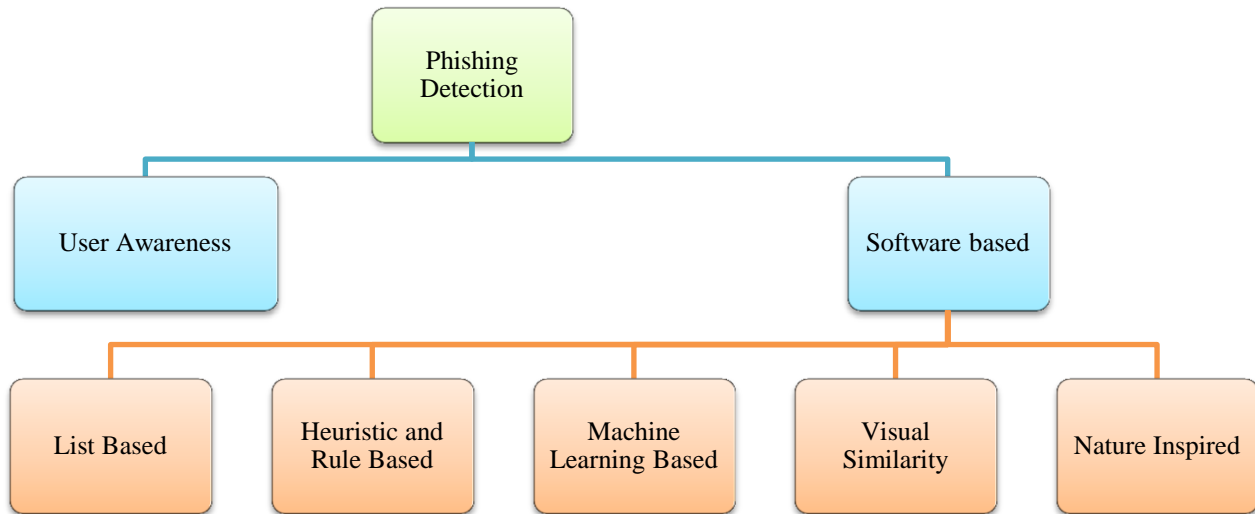 Phishing
Detection
User Awareness
Software based
List Based
Heuristic and
Rule Based
Machine
Learning Based
Visual
Similarity
Nature Inspired